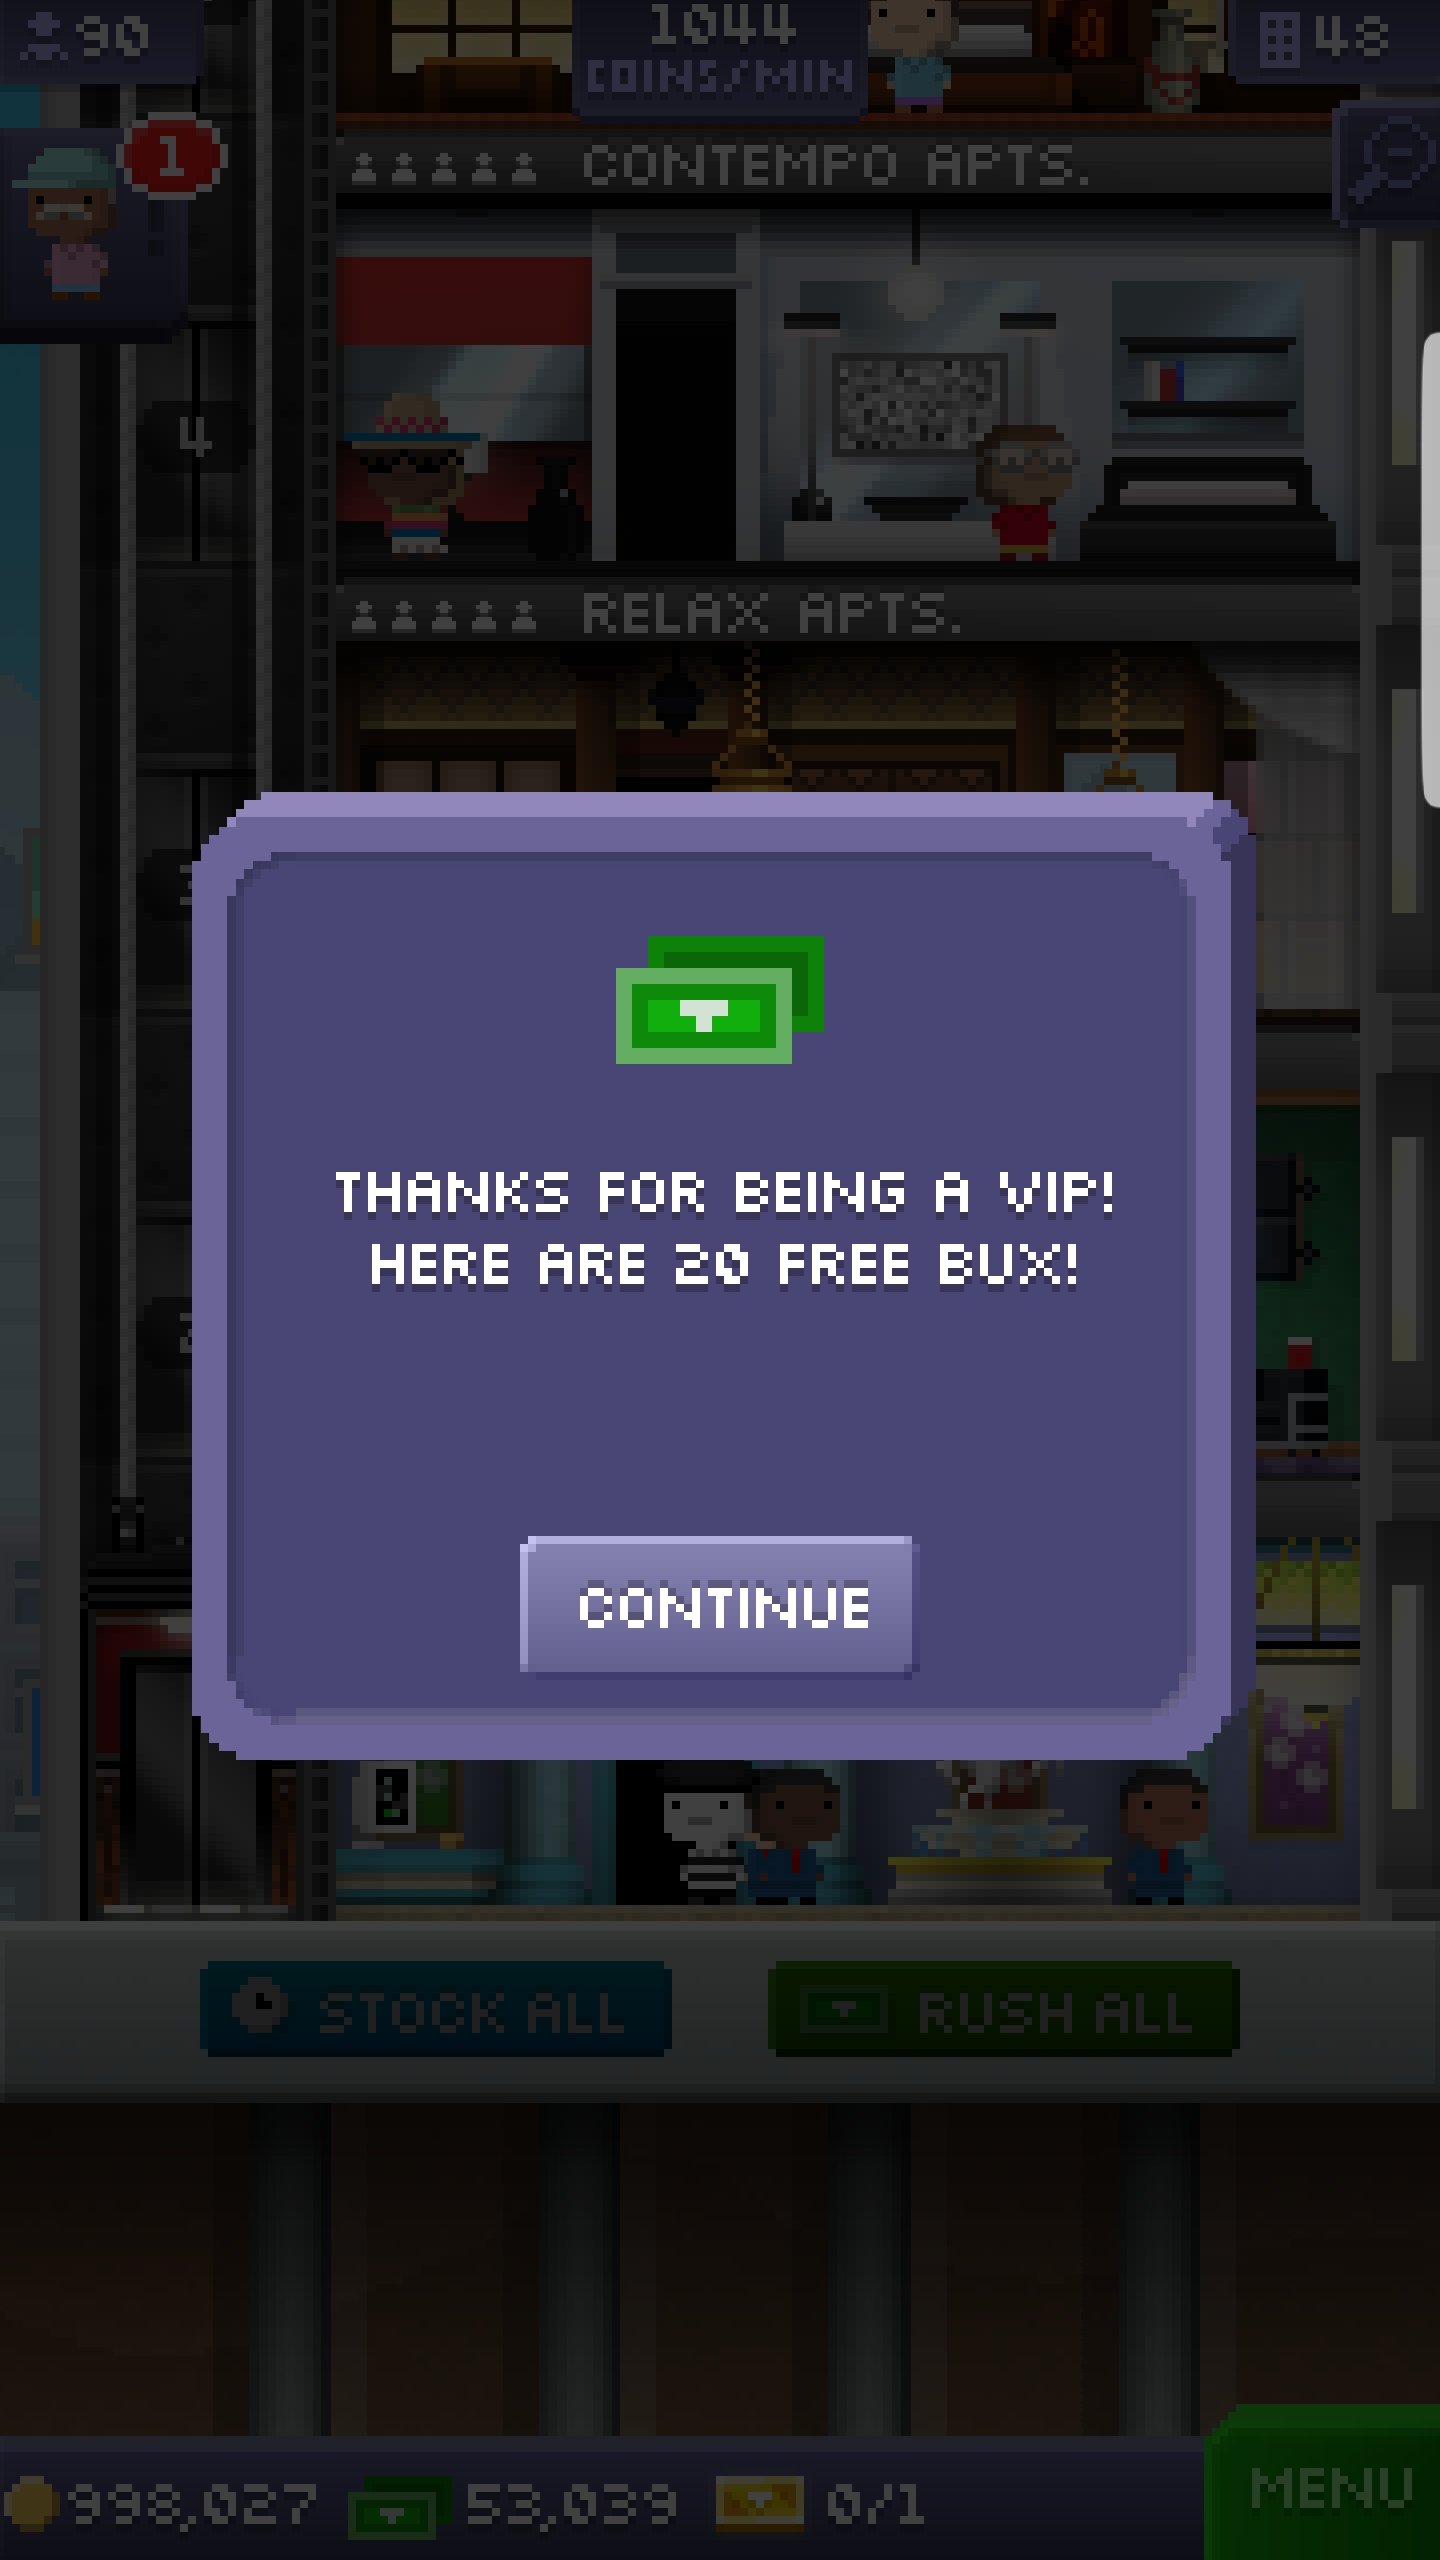 90
1044
COINS/MIN
48
1
CONTEMPO APTS.
4
RELAX APTS.
THANKS FOR BEING A VIP!
HERE ARE 20 FREE BUX!
CONTINUE
STOCK ALL
RUSH ALL
998,027
53,039
0/1
MENU